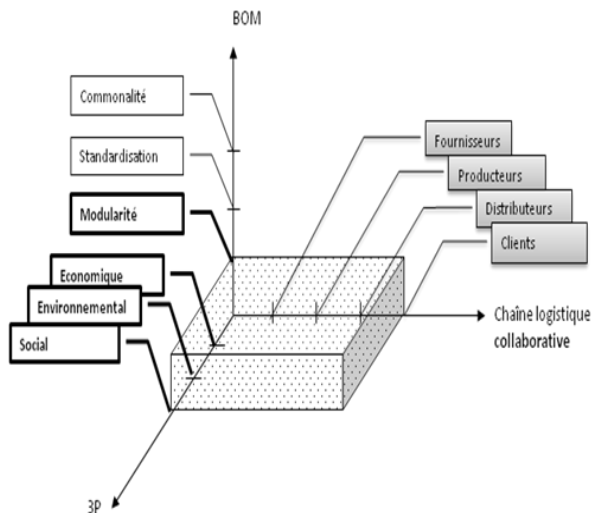 BOM
Commonalité
Standardisation
Modularité
Economique
Environnemental
Social
Fournisseurs
Producteurs
Distributeurs
Clients
Chaîne logistique
collaborative
3P